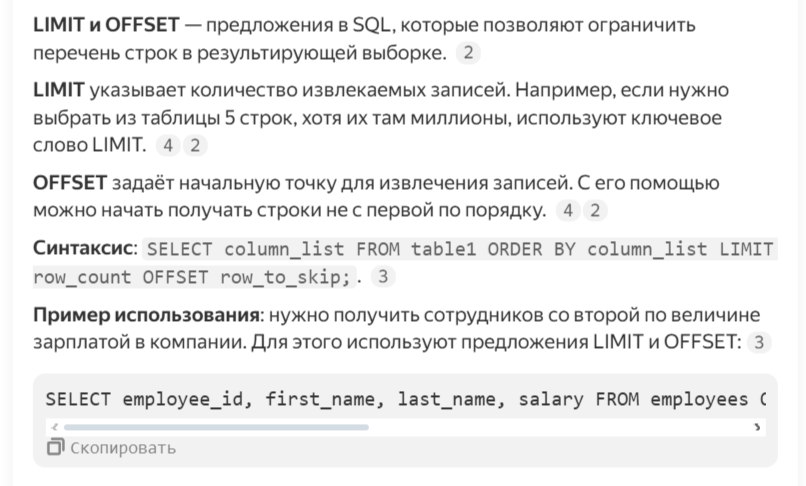 LIMIT и OFFSET — предложения в SQL, которые позволяют ограничить
перечень строк в результирующей выборке. 2
LIMIT указывает количество извлекаемых записей. Например, если нужно
выбрать из таблицы 5 строк, хотя их там миллионы, используют ключевое
слово LIMIT. 4 2
OFFSET задаёт начальную точку для извлечения записей. С его помощью
можно начать получать строки не с первой по порядку. 4 2
Синтаксис: SELECT column_list FROM table1 ORDER BY column_list LIMIT
row_count OFFSET row_to_skip;. 3
Пример использования: нужно получить сотрудников со второй по величине
зарплатой в компании. Для этого используют предложения LIMIT и OFFSET: 3
SELECT employee_id, first_name, last_name, salary FROM employees
Скопировать